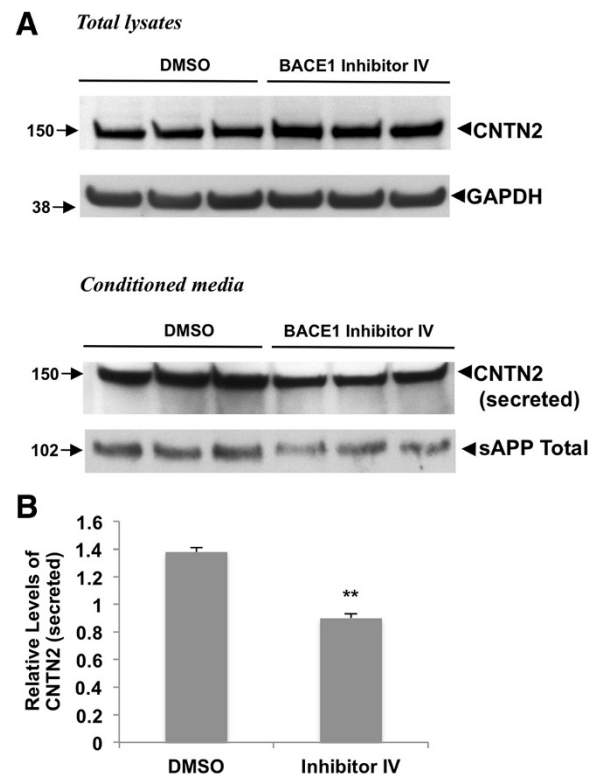 A Total lysates
DMSO BACE1 Inhibitor IV
150 CNTN2
38 GAPDH
Conditioned media
DMSO BACE1 Inhibitor IV
150 CNTN2
(secreted)
102 sAPP Total
B
Relative Levels of
CNTN2 (secreted)
1.6
1.4
1.2
1
0.8
0.6
0.4
0.2
0
**
DMSO Inhibitor IV